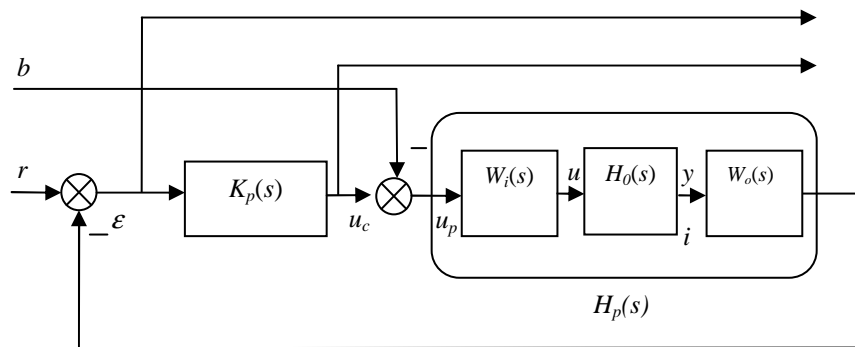 b
–
r
K_p(s)
W_i(s)
u
H_0(s)
y
W_o(s)
– ε
u_c
u_p
i
H_p(s)